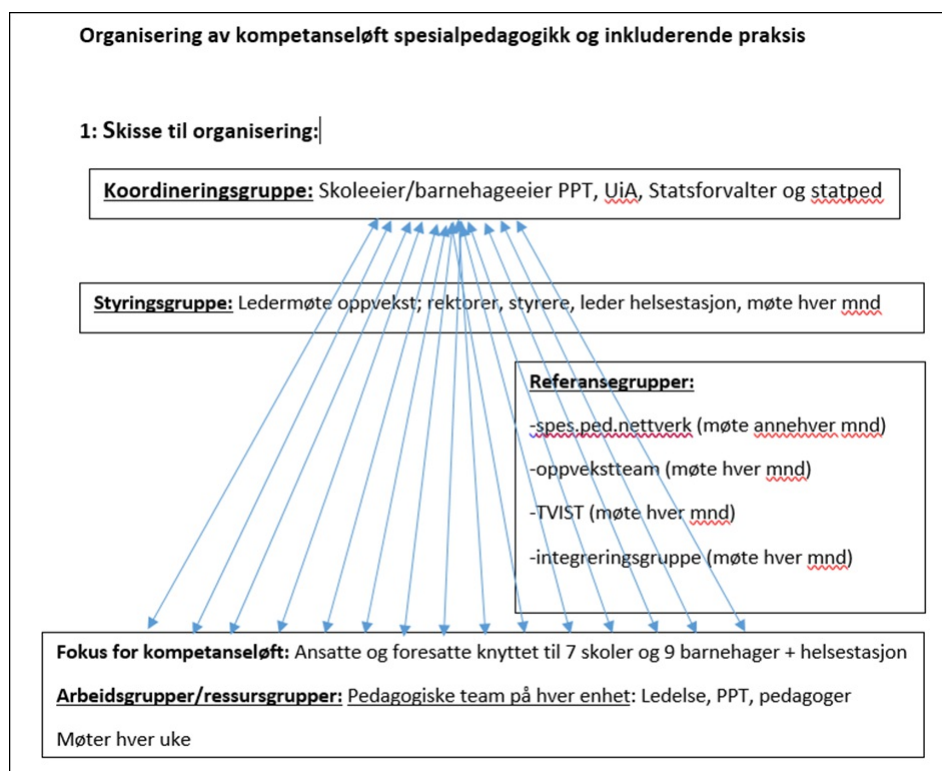 Organisering av kompetanseløft spesialpedagogikk og inkluderende praksis
1: Skisse til organisering:
Koordineringsgruppe: Skoleeier/barnehageeier PPT, UiA, Statsforvalter og statped
Styringsgruppe: Ledermøte oppvekst; rektorer, styrere, leder helsestasjon, møte hver mnd
Referansegrupper:
-spes.ped.nettverk (møte annehver mnd)
-oppvekstteam (møte hver mnd)
-TVIST (møte hver mnd)
-integreringsgruppe (møte hver mnd)
Fokus for kompetanseløft: Ansatte og foresatte knyttet til 7 skoler og 9 barnehager + helsestasjon
Arbeidsgrupper/ressursgrupper: Pedagogiske team på hver enhet: Ledelse, PPT, pedagoger
Møter hver uke